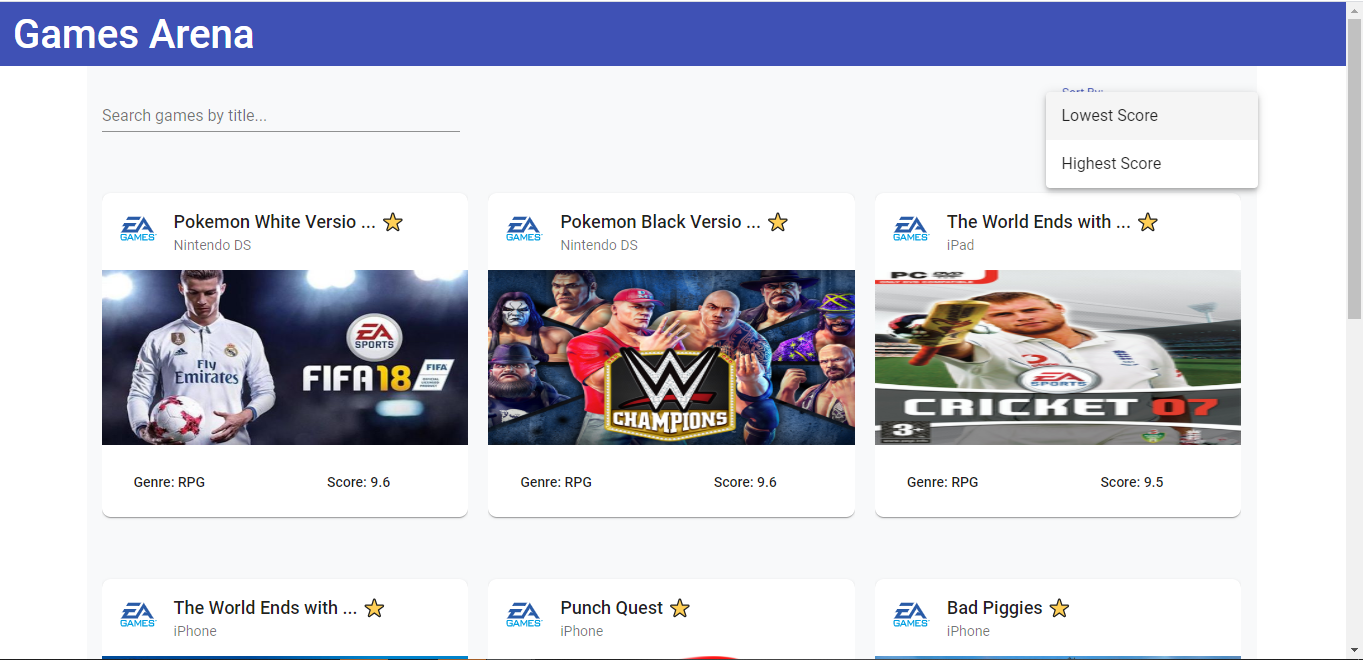 Games Arena
Search games by title...
Sort By:
Lowest Score
Highest Score
Pokemon White Versio ...
Nintendo DS
Pokemon Black Versio ...
Nintendo DS
The World Ends with ...
iPad
EA
GAMES
EA
GAMES
EA
GAMES
EA
SPORTS
Fly
Emirates
FIFA18
FIFA
W
CHAMPIONS
PC DVD
EA
SPORTS
CRICKET 07
3+
Genre: RPG
Score: 9.6
Genre: RPG
Score: 9.6
Genre: RPG
Score: 9.5
The World Ends with ...
iPhone
Punch Quest
iPhone
Bad Piggies
iPhone
EA
GAMES
EA
GAMES
EA
GAMES